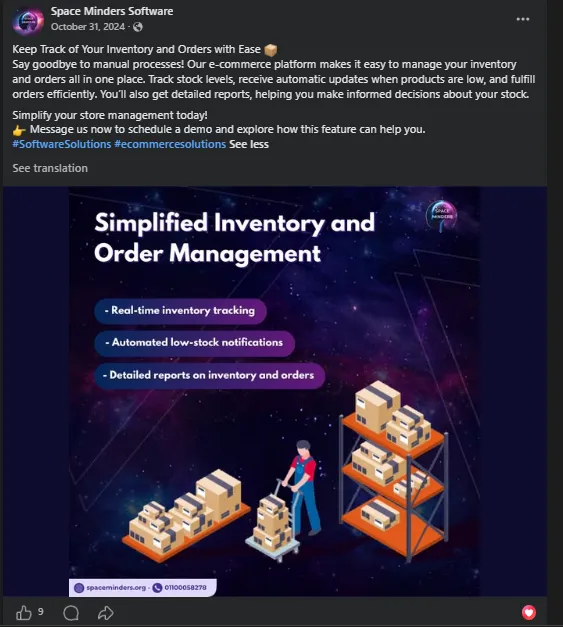 Space Minders Software
October 31, 2024 ·
Keep Track of Your Inventory and Orders with Ease 📦
Say goodbye to manual processes! Our e-commerce platform makes it easy to manage your inventory
and orders all in one place. Track stock levels, receive automatic updates when products are low, and fulfill
orders efficiently. You'll also get detailed reports, helping you make informed decisions about your stock.
Simplify your store management today!
👉 Message us now to schedule a demo and explore how this feature can help you.
#SoftwareSolutions #ecommercesolutions See less
See translation
SPACE
MINDERS
Simplified Inventory and
Order Management
- Real-time inventory tracking
- Automated low-stock notifications
- Detailed reports on inventory and orders
spaceminders.org - 01100058270
9